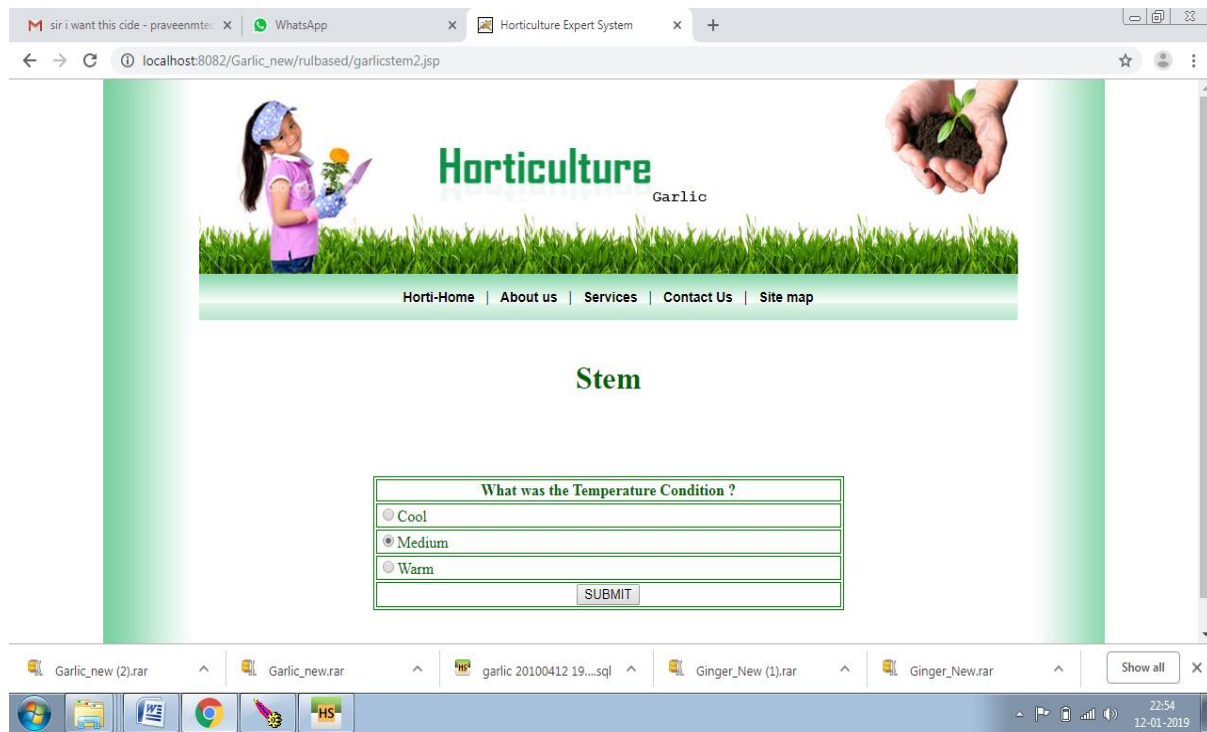 sir i want this cide - praveenmtec
WhatsApp
Horticulture Expert System
localhost:8082/Garlic_new/rulbased/garlicstem2.jsp
Horticulture
Garlic
Horti-Home | About us | Services | Contact Us | Site map
Stem
What was the Temperature Condition ?
Cool
Medium
Warm
SUBMIT
Garlic_new (2).rar
Garlic_new.rar
garlic 20100412 19....sql
Ginger_New (1).rar
Ginger_New.rar
Show all
HS
22:54
12-01-2019